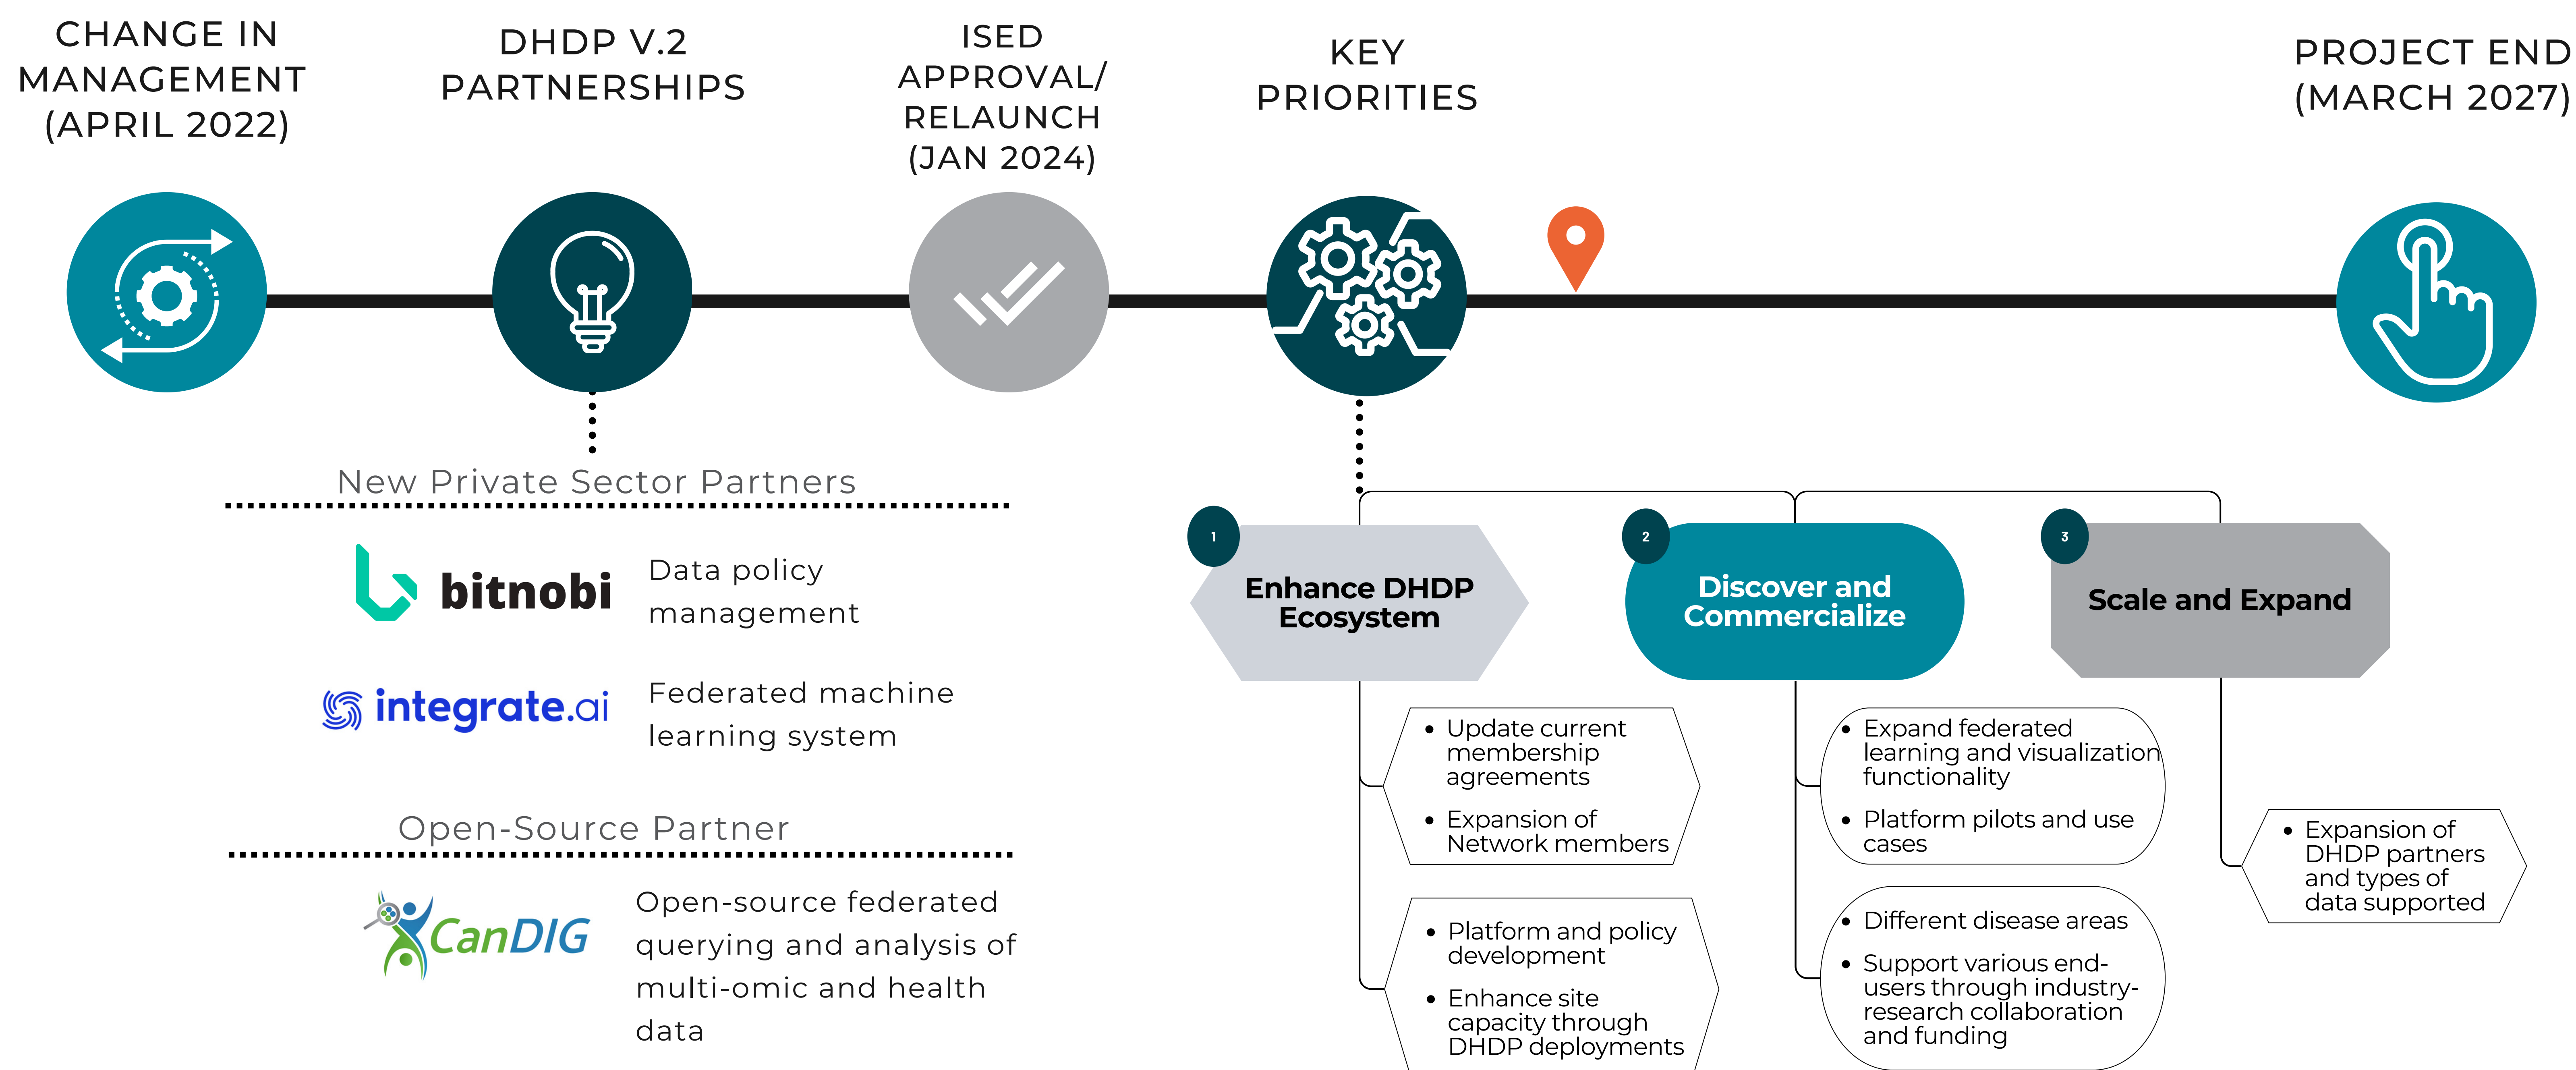 CHANGE IN
MANAGEMENT
(APRIL 2022)
DHDP V.2
PARTNERSHIPS
ISED
APPROVAL/
RELAUNCH
(JAN 2024)
KEY
PRIORITIES
PROJECT END
(MARCH 2027)
New Private Sector Partners
bitnobi
Data policy
management
integrate.ai
Federated machine
learning system
Open-Source Partner
CanDIG
Open-source federated
querying and analysis of
multi-omic and health
data
1
Enhance DHDP
Ecosystem
• Update current
membership
agreements
• Expansion of
Network members
• Platform and policy
development
• Enhance site
capacity through
DHDP deployments
2
Discover and
Commercialize
• Expand federated
learning and visualization
functionality
• Platform pilots and use
cases
• Different disease areas
• Support various end-
users through industry-
research collaboration
and funding
3
Scale and Expand
• Expansion of
DHDP partners
and types of
data supported